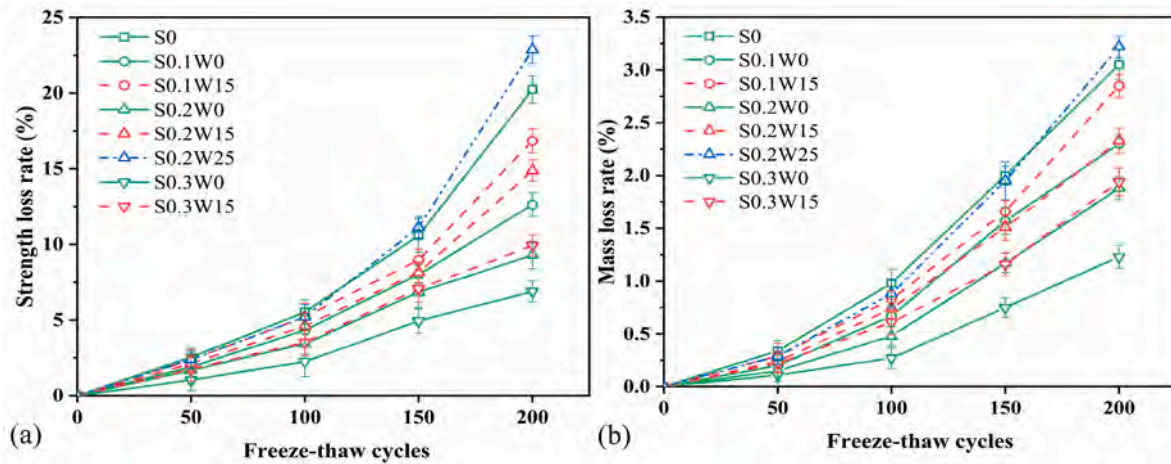 25
20
15
10
5
0
Strength loss rate (%)
S0
S0.1W0
S0.1W15
S0.2W0
S0.2W15
S0.2W25
S0.3W0
S0.3W15
0
50
100
150
200
Freeze-thaw cycles
(a)
3.5
3.0
2.5
2.0
1.5
1.0
0.5
0.0
Mass loss rate (%)
S0
S0.1W0
S0.1W15
S0.2W0
S0.2W15
S0.2W25
S0.3W0
S0.3W15
0
50
100
150
200
Freeze-thaw cycles
(b)